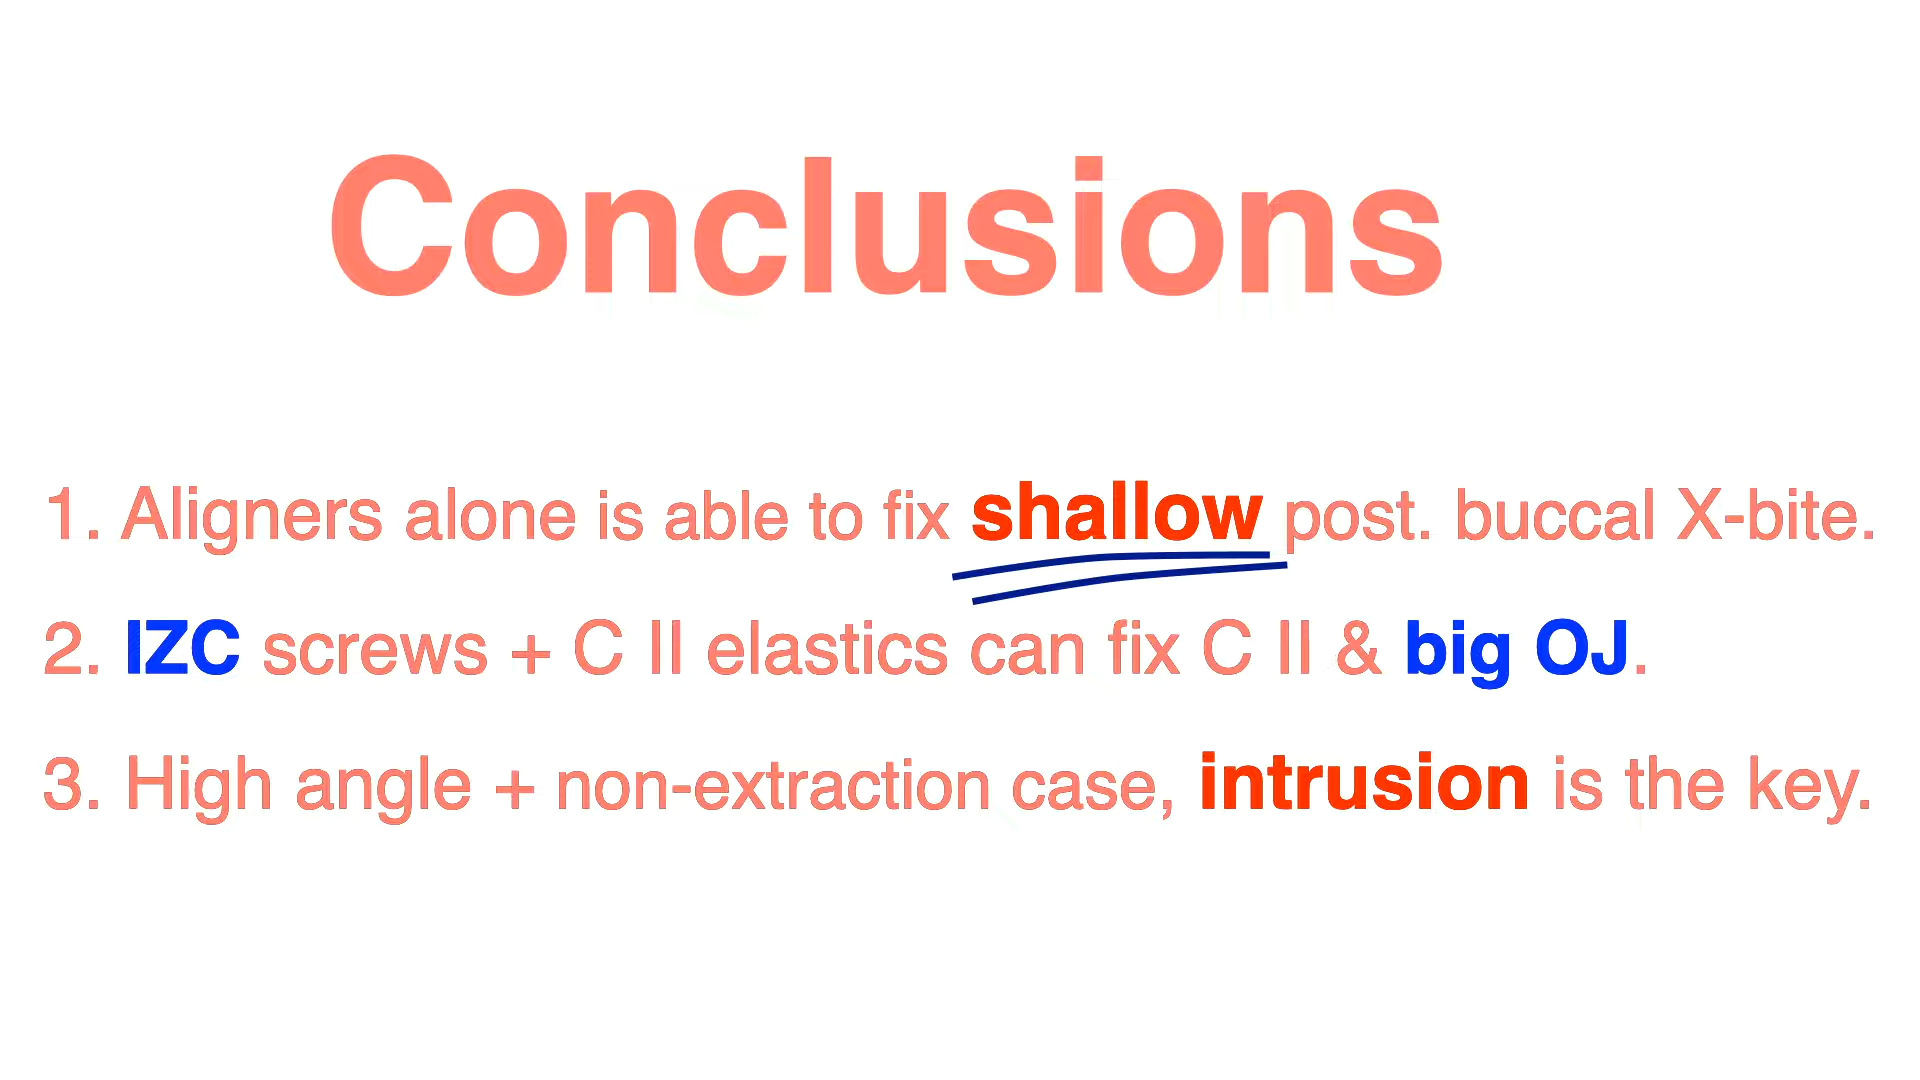 Conclusions
1. Aligners alone is able to fix shallow post. buccal X-bite.
2. IZC screws + C II elastics can fix C II & big OJ.
3. High angle + non-extraction case, intrusion is the key.